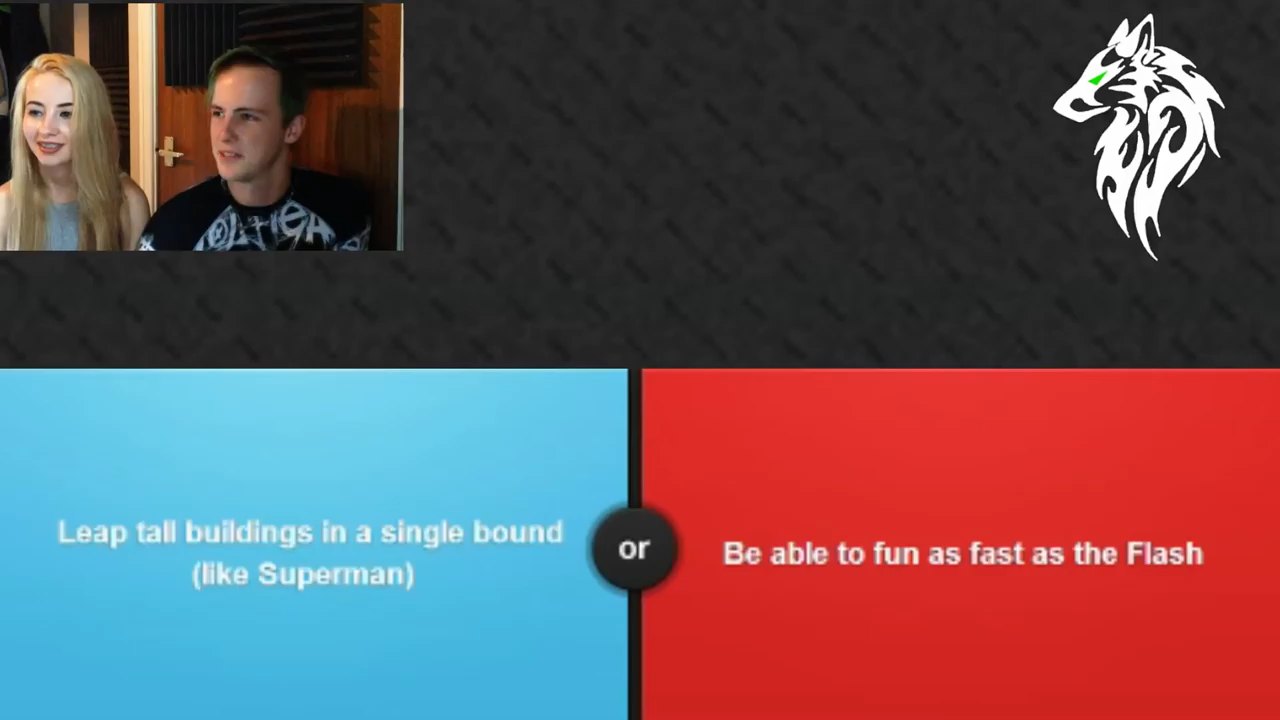 Leap tall buildings in a single bound
(like Superman)
or
Be able to fun as fast as the Flash